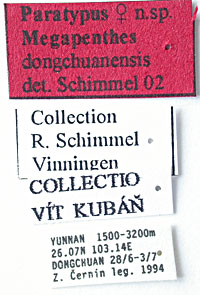 Paratypus ♀ n.sp.
Megapenthes
dongchuanensis
det. Schimmel 02
Collection
R. Schimmel
Vinningen
COLLECTIO
VÍT KUBÁŇ
YUNNAN 1500-3200m
26.07N 103.14E
DONGCHUAN 28/6-3/7
Z. Černín leg. 1994